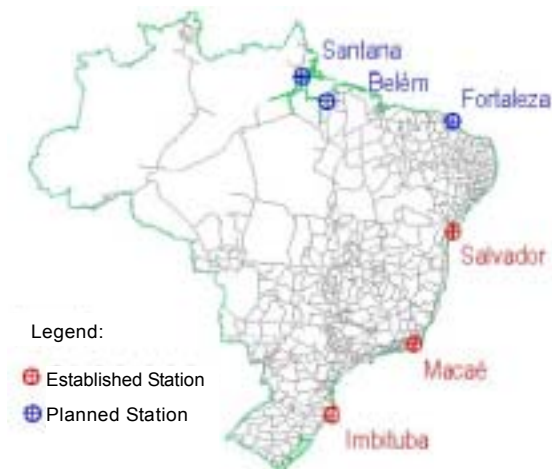 Santana
Belém
Fortaleza
Salvador
Macaé
Imbituba
Legend:
Established Station
Planned Station